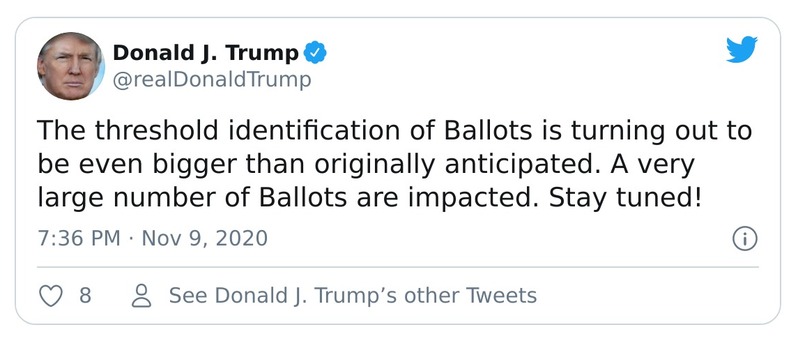 Donald J. Trump
@realDonaldTrump
The threshold identification of Ballots is turning out to
be even bigger than originally anticipated. A very
large number of Ballots are impacted. Stay tuned!
7:36 PM · Nov 9, 2020
8 See Donald J. Trump’s other Tweets